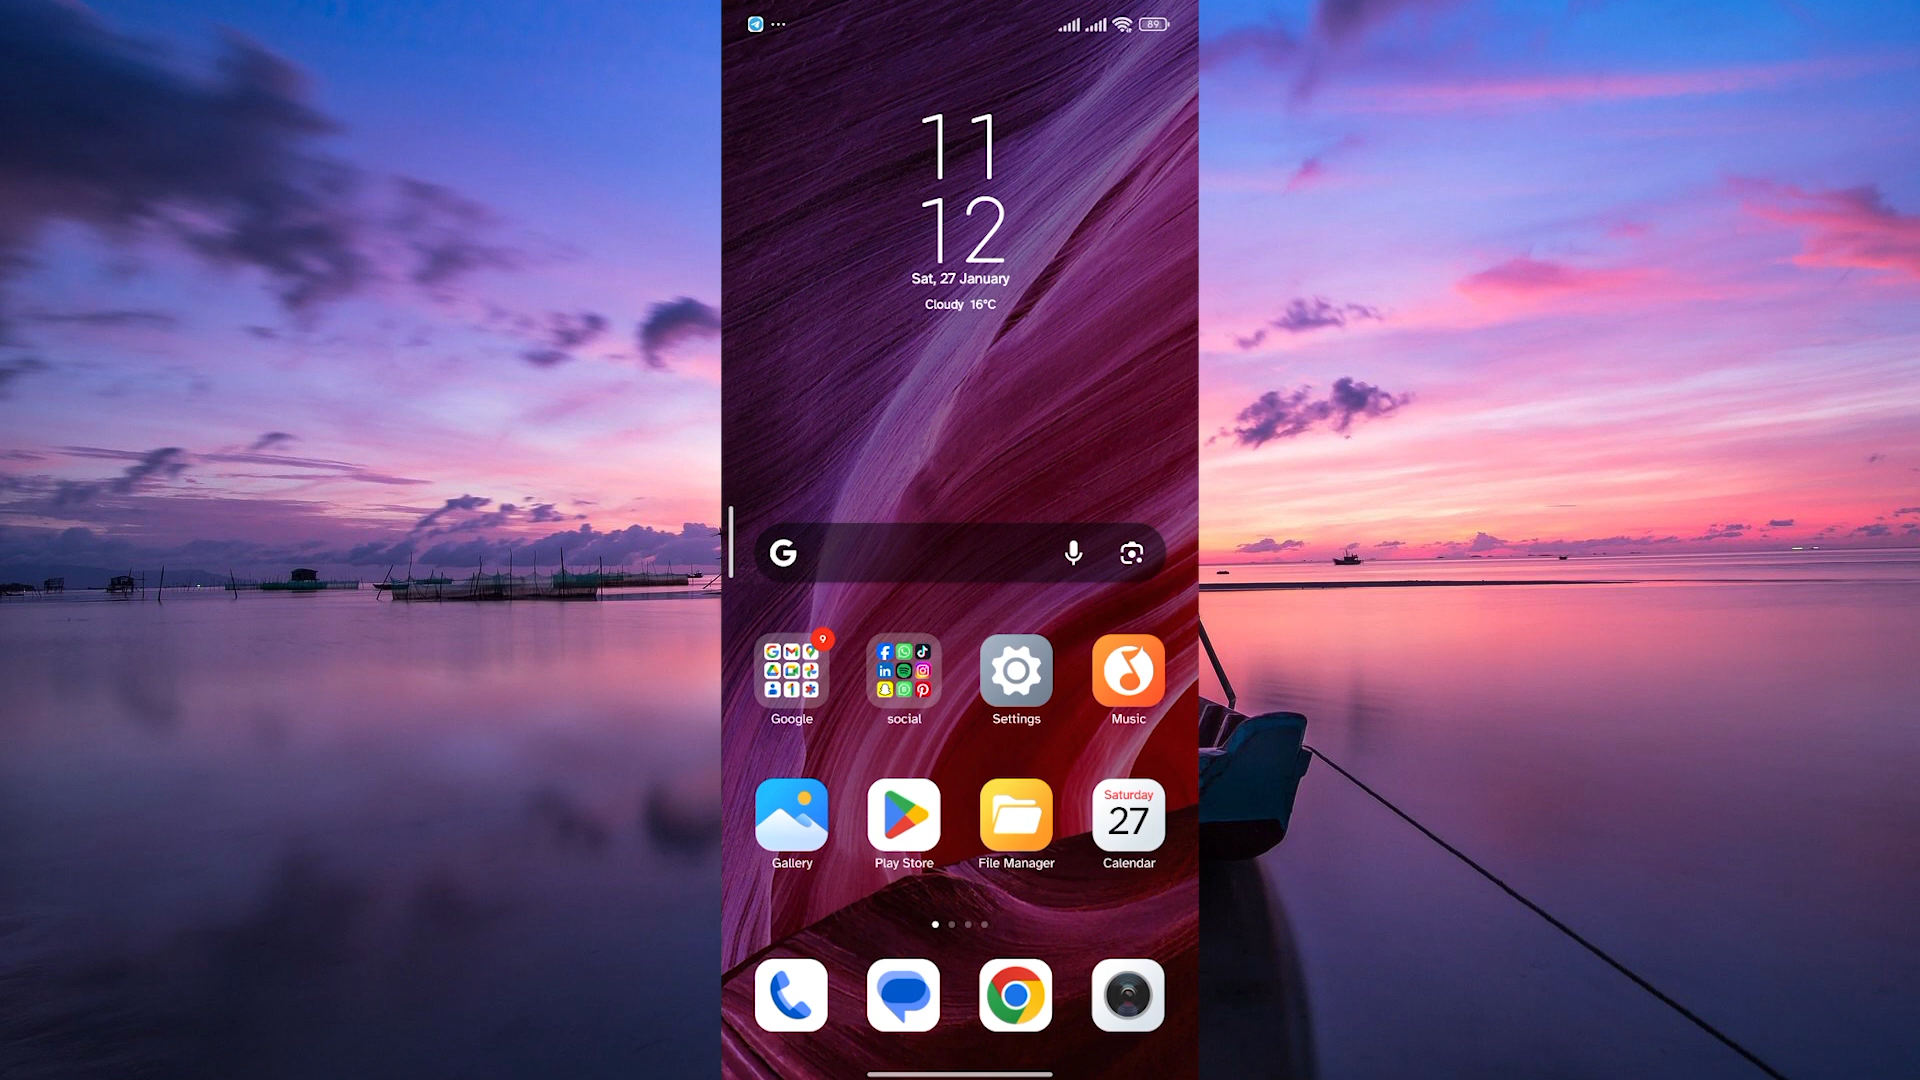 89
11
12
Sat, 27 January
Cloudy 16°C
9
Google
social
Settings
Music
Saturday
27
Gallery
Play Store
File Manager
Calendar